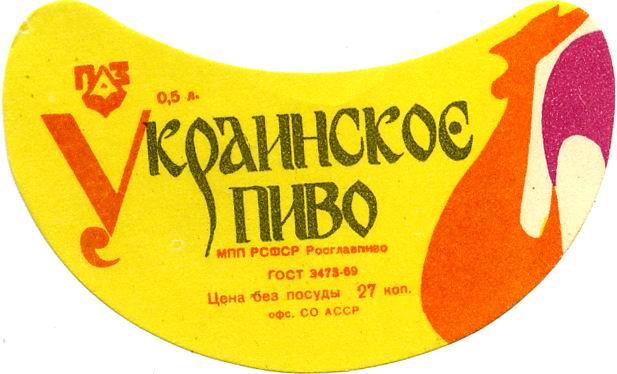 ПАЗ
0,5 л.
Украинское
пиво
МПП РСФСР Росглавпиво
ГОСТ 3473-69
Цена без посуды 27 коп.
офс. СО АССР